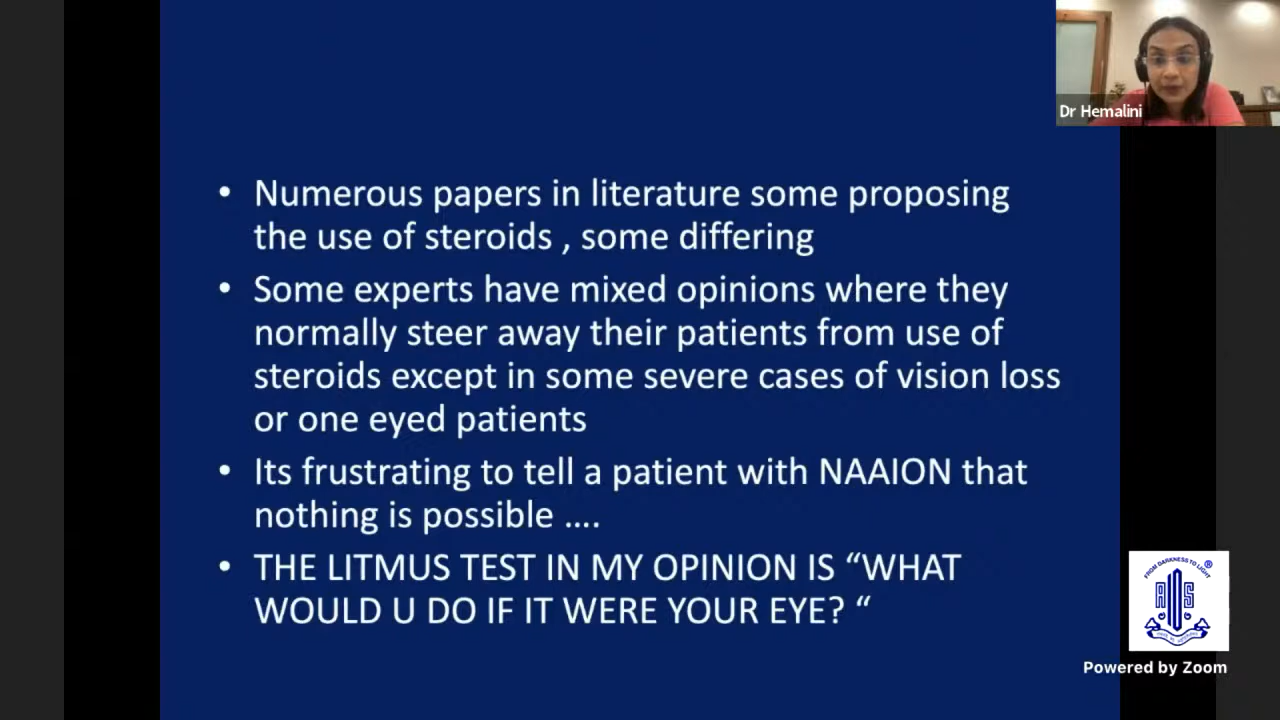 Dr Hemalini
• Numerous papers in literature some proposing
the use of steroids , some differing
• Some experts have mixed opinions where they
normally steer away their patients from use of
steroids except in some severe cases of vision loss
or one eyed patients
• Its frustrating to tell a patient with NAAION that
nothing is possible ....
• THE LITMUS TEST IN MY OPINION IS “WHAT
WOULD U DO IF IT WERE YOUR EYE? “
FROM DARKNESS TO LIGHT
®
AIOS
Powered by Zoom